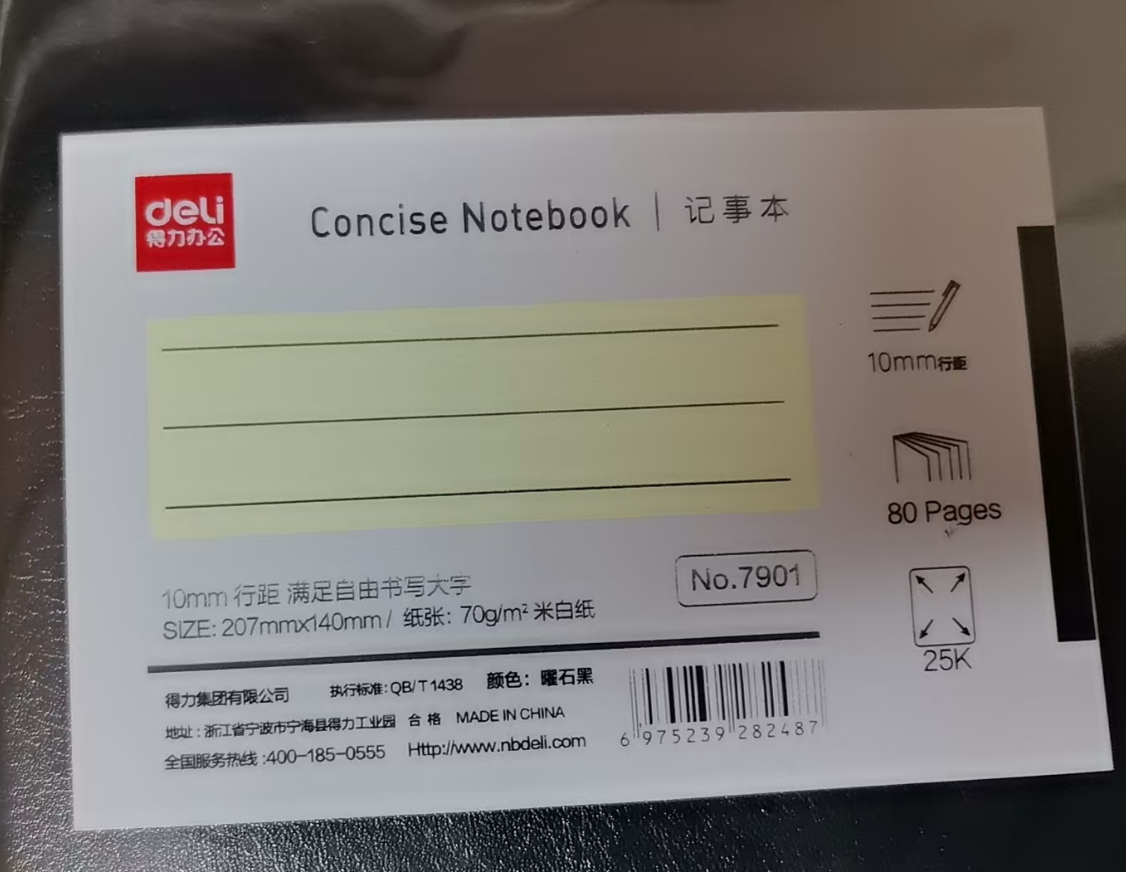 deli
得力办公
Concise Notebook | 记事本
10mm行距
80 Pages
25K
10mm 行距 满足自由书写大字
No.7901
SIZE: 207mmx140mm / 纸张: 70g/m² 米白纸
得力集团有限公司 执行标准: QB/T 1438 颜色: 曜石黑
地址: 浙江省宁波市宁海县得力工业园 合格 MADE IN CHINA
全国服务热线:400-185-0555 Http://www.nbdeli.com
6 975239 282487